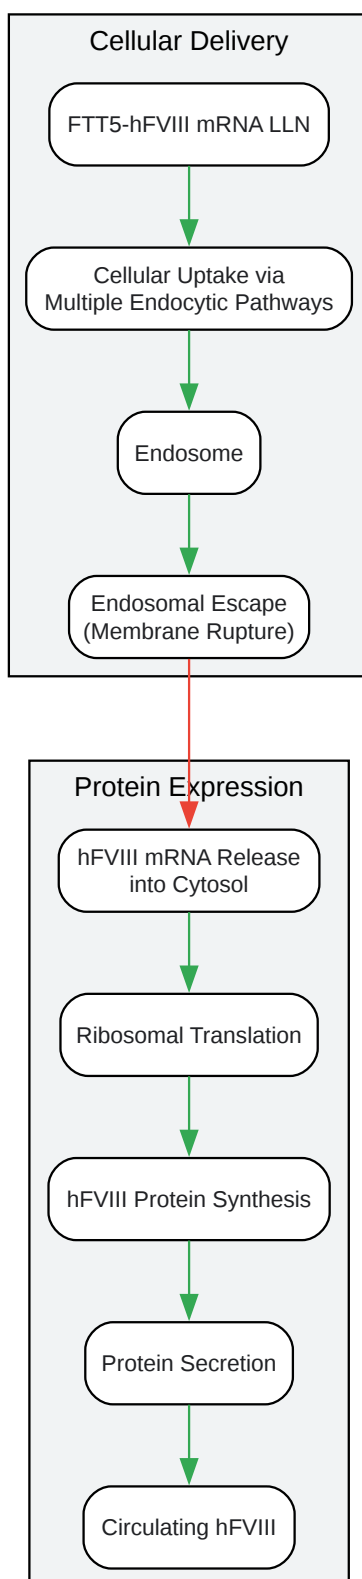 Cellular Delivery
FTT5-hFVIII mRNA LLN
Cellular Uptake via
Multiple Endocytic Pathways
Endosome
Endosomal Escape
(Membrane Rupture)
Protein Expression
hFVIII mRNA Release
into Cytosol
Ribosomal Translation
hFVIII Protein Synthesis
Protein Secretion
Circulating hFVIII